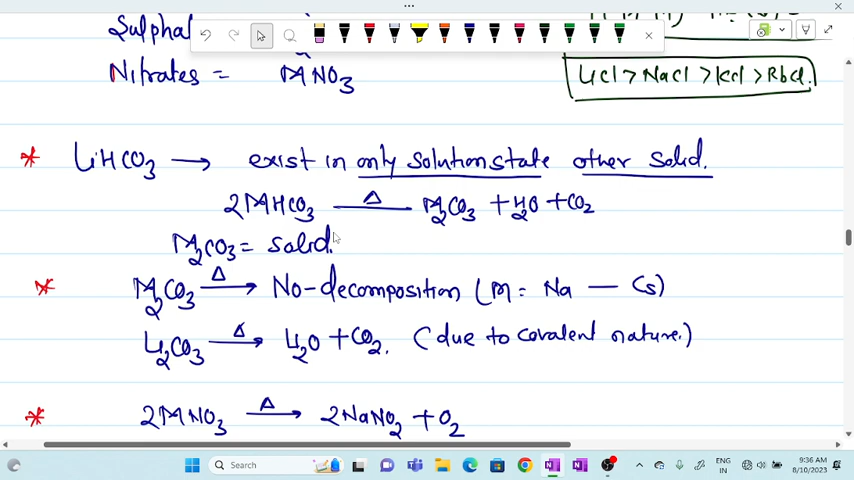 Sulphat
Nitrates = MNO3
LiCl > NaCl > KCl > RbCl.
* LiHCO3 → exist in only solution state other solid.
2MHCO3 —Δ→ M2CO3 + H2O + CO2
M2CO3 = solid.
* M2CO3 —Δ→ No-decomposition (M = Na — Cs)
Li2CO3 —Δ→ Li2O + CO2. (due to covalent nature.)
* 2MNO3 —Δ→ 2NaNO2 + O2
Search
ENG
IN
9:36 AM
8/10/2023